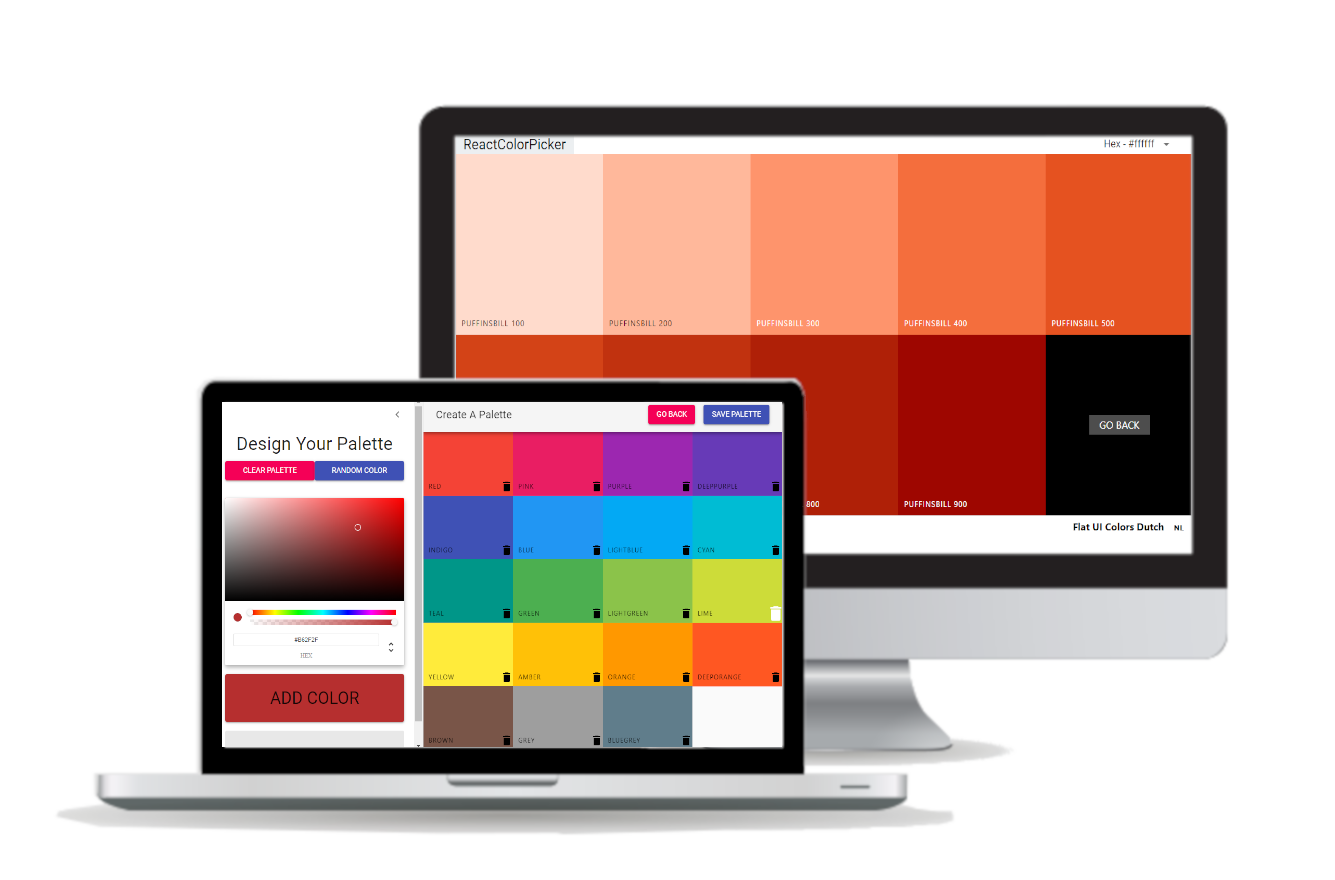 ReactColorPicker
Hex - #ffffff
PUFFINSBILL 100
PUFFINSBILL 200
PUFFINSBILL 300
PUFFINSBILL 400
PUFFINSBILL 500
800
PUFFINSBILL 900
GO BACK
Flat UI Colors Dutch NL
Design Your Palette
CLEAR PALETTE
RANDOM COLOR
#B62F2F
HEX
ADD COLOR
Create A Palette
GO BACK
SAVE PALETTE
RED
PINK
PURPLE
DEEPPURPLE
INDIGO
BLUE
LIGHTBLUE
CYAN
TEAL
GREEN
LIGHTGREEN
LIME
YELLOW
AMBER
ORANGE
DEEPORANGE
BROWN
GREY
BLUEGREY